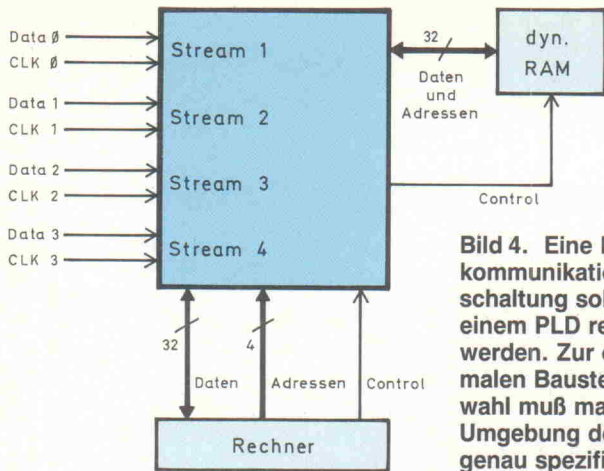 Data Ø
CLK Ø
Data 1
CLK 1
Data 2
CLK 2
Data 3
CLK 3
Stream 1
Stream 2
Stream 3
Stream 4
32
Daten
und
Adressen
dyn.
RAM
Control
32
Daten
4
Adressen
Control
Rechner
Bild 4. Eine
kommunikatio
schaltung sol
einem PLD re
werden. Zur
malen Bauste
wahl muß ma
Umgebung de
genau spezifi